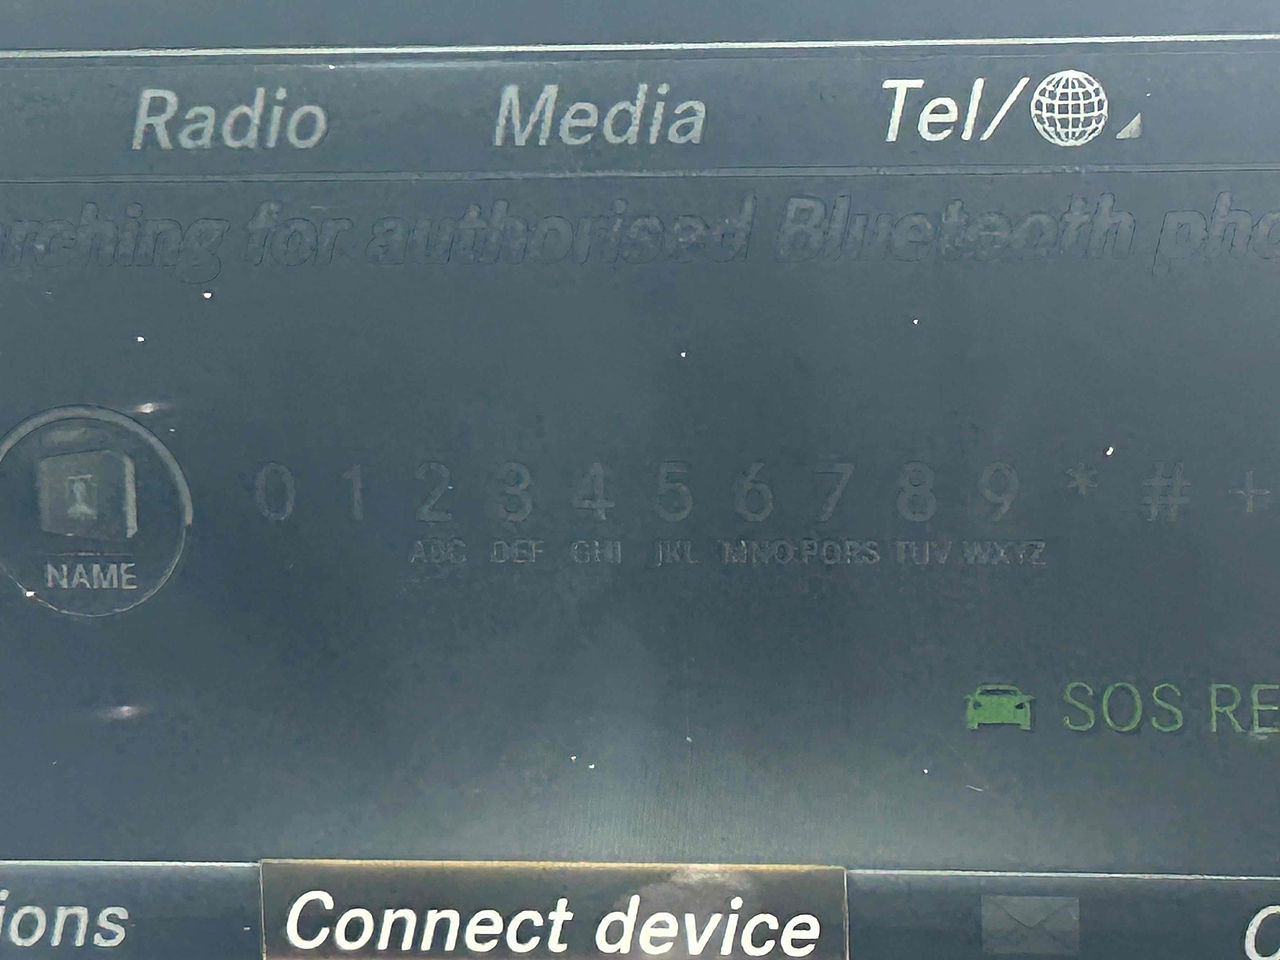 Radio Media Tel/
rching for authorised Bluetooth pho
0 1 2 3 4 5 6 7 8 9 * # +
ABC DEF GHI JKL MNO PQRS TUV WXYZ
NAME
SOS RE
ions Connect device C